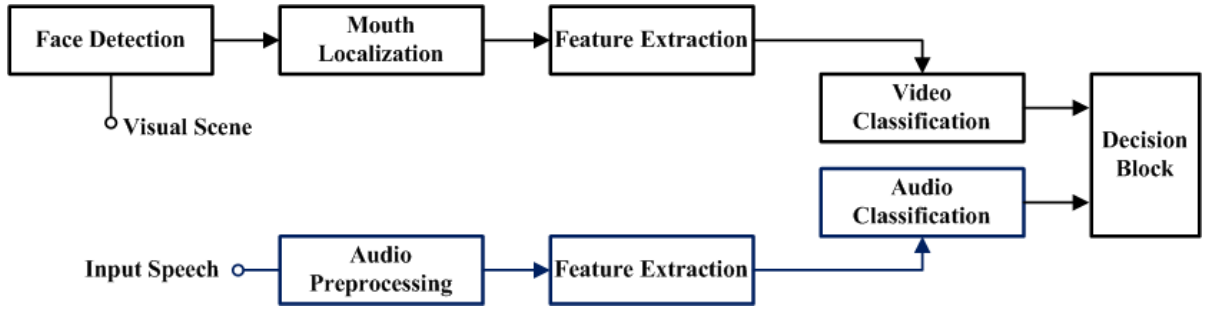 Face Detection
Mouth
Localization
Feature Extraction
Visual Scene
Video
Classification
Decision
Block
Audio
Classification
Input Speech
Audio
Preprocessing
Feature Extraction